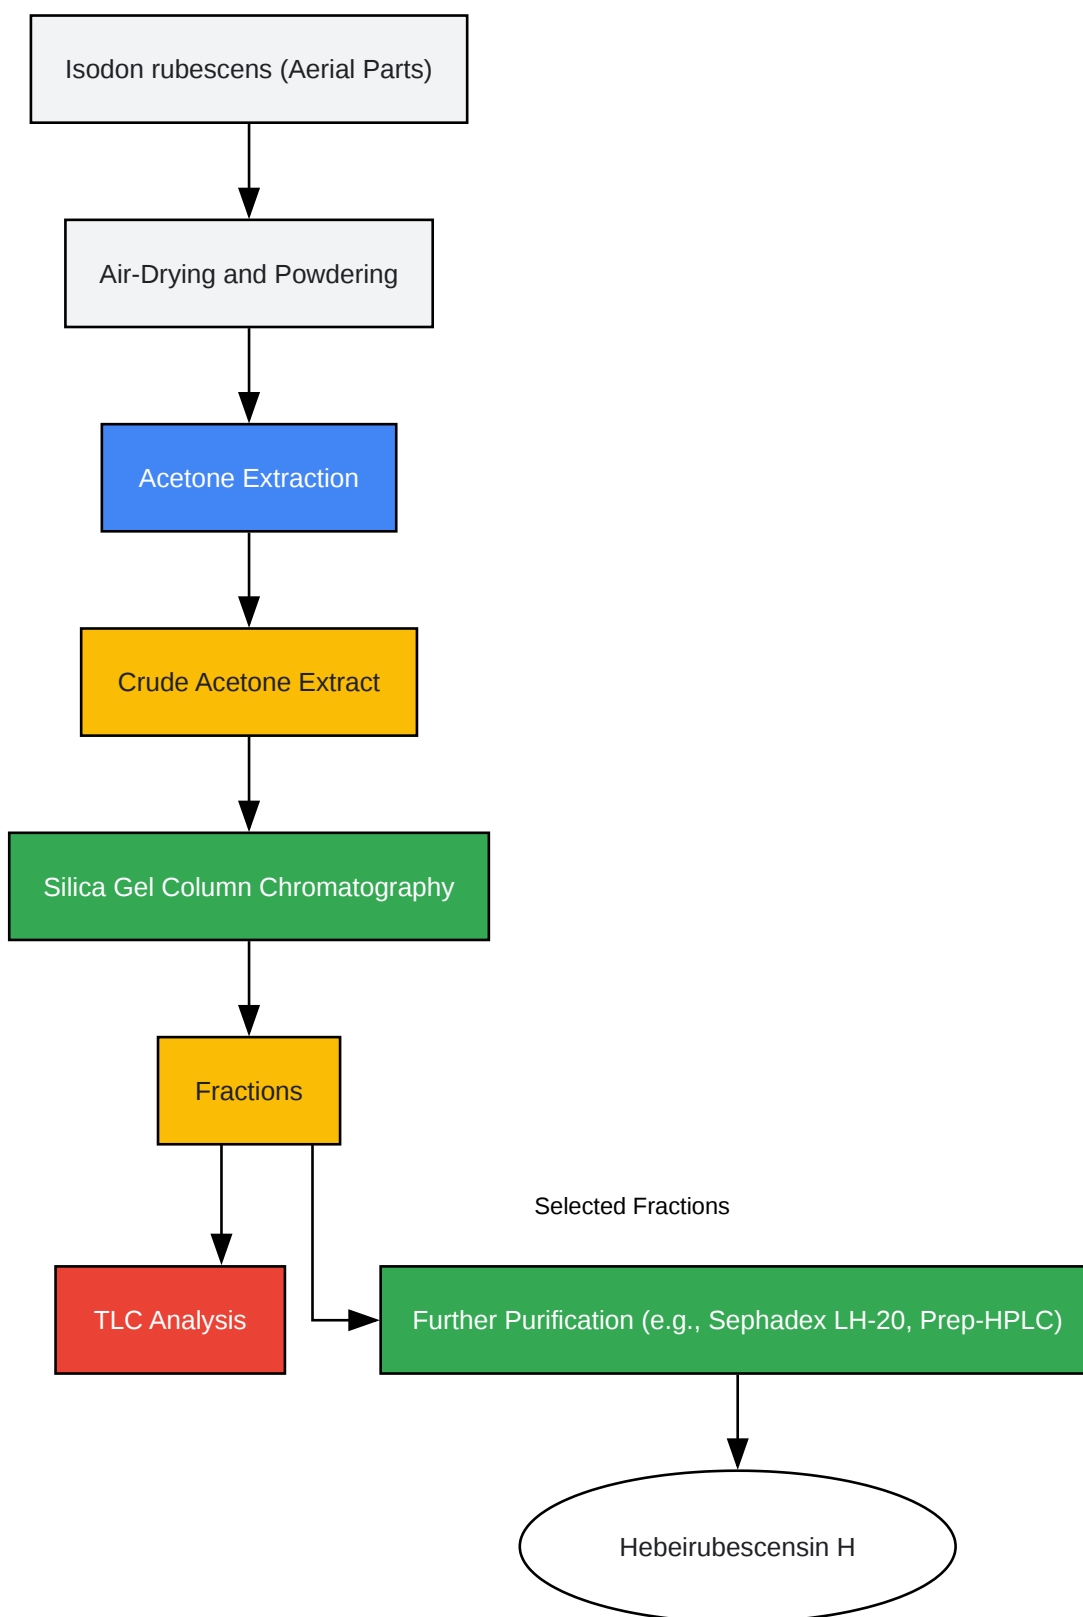 Isodon rubescens (Aerial Parts)
Air-Drying and Powdering
Acetone Extraction
Crude Acetone Extract
Silica Gel Column Chromatography
Fractions
Selected Fractions
TLC Analysis
Further Purification (e.g., Sephadex LH-20, Prep-HPLC)
Hebeirubescensin H